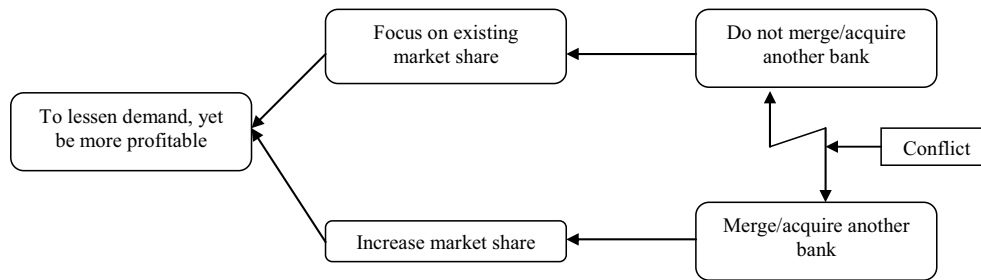 Focus on existing
market share
Do not merge/acquire
another bank
To lessen demand, yet
be more profitable
Conflict
Increase market share
Merge/acquire another
bank